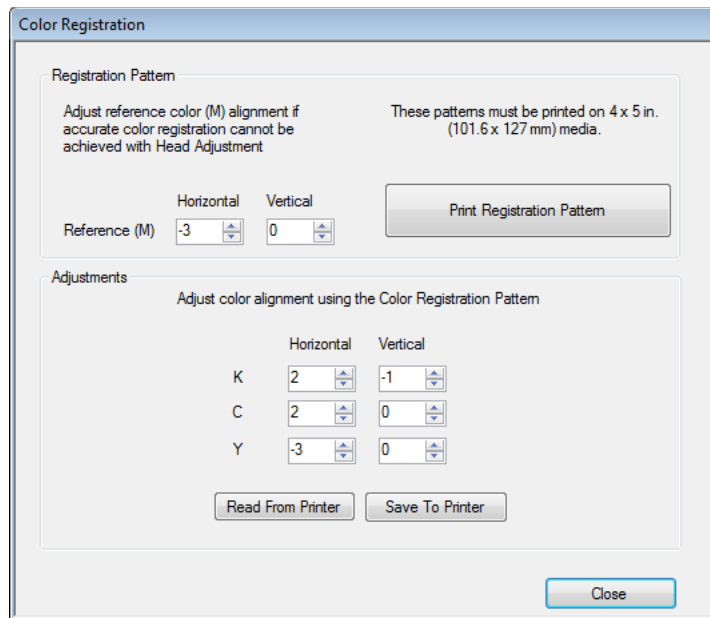 Color Registration
Registration Pattern
Adjust reference color (M) alignment if
accurate color registration cannot be
achieved with Head Adjustment
These patterns must be printed on 4 x 5 in.
(101.6 x 127 mm) media.
Horizontal Vertical
Reference (M) -3 0
Print Registration Pattern
Adjustments
Adjust color alignment using the Color Registration Pattern
Horizontal Vertical
K 2 -1
C 2 0
Y -3 0
Read From Printer Save To Printer
Close